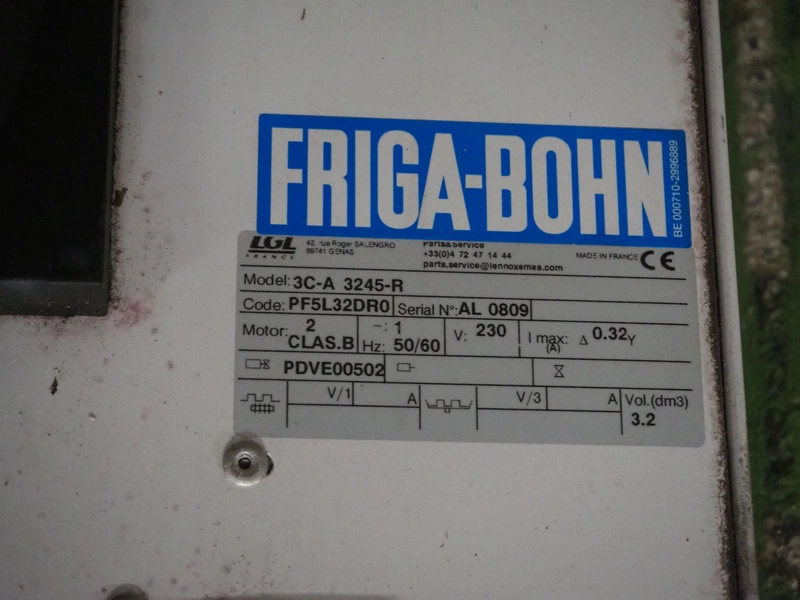 FRIGA-BOHN
BE 000710-2996889
LGL
FRANCE
42, rue Roger SALENGRO
69741 GENAS
Parts&Service
+33(0)4 72 47 14 44
parts.service@lennoxemea.com
MADE IN FRANCE CE
Model: 3C-A 3245-R
Code: PF5L32DR0 Serial N°: AL 0809
Motor: 2 ~: 1 V: 230 I max: Δ 0.32 Y
CLAS.B Hz: 50/60 (A)
PDVE00502
V/1 A V/3 A Vol.(dm3)
3.2